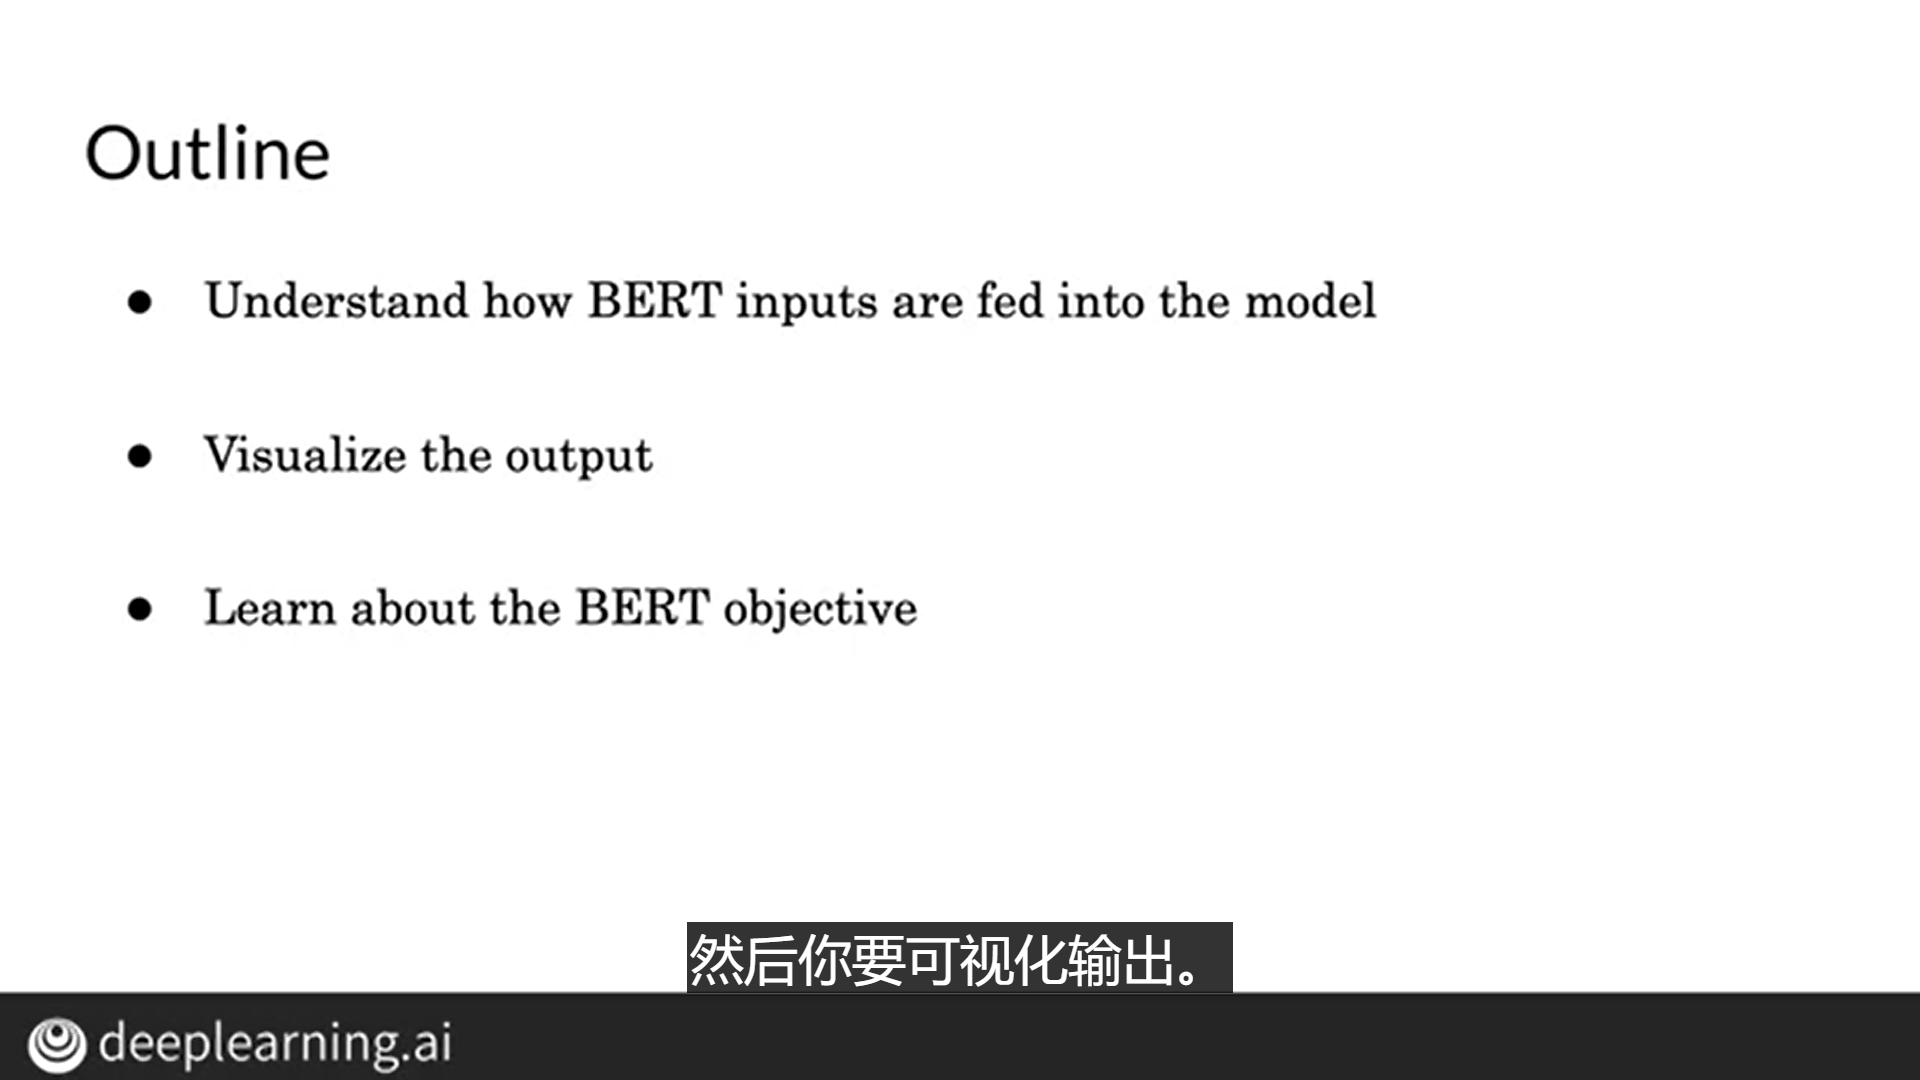 Outline
● Understand how BERT inputs are fed into the model
● Visualize the output
● Learn about the BERT objective
然后你要可视化输出。
deeplearning.ai